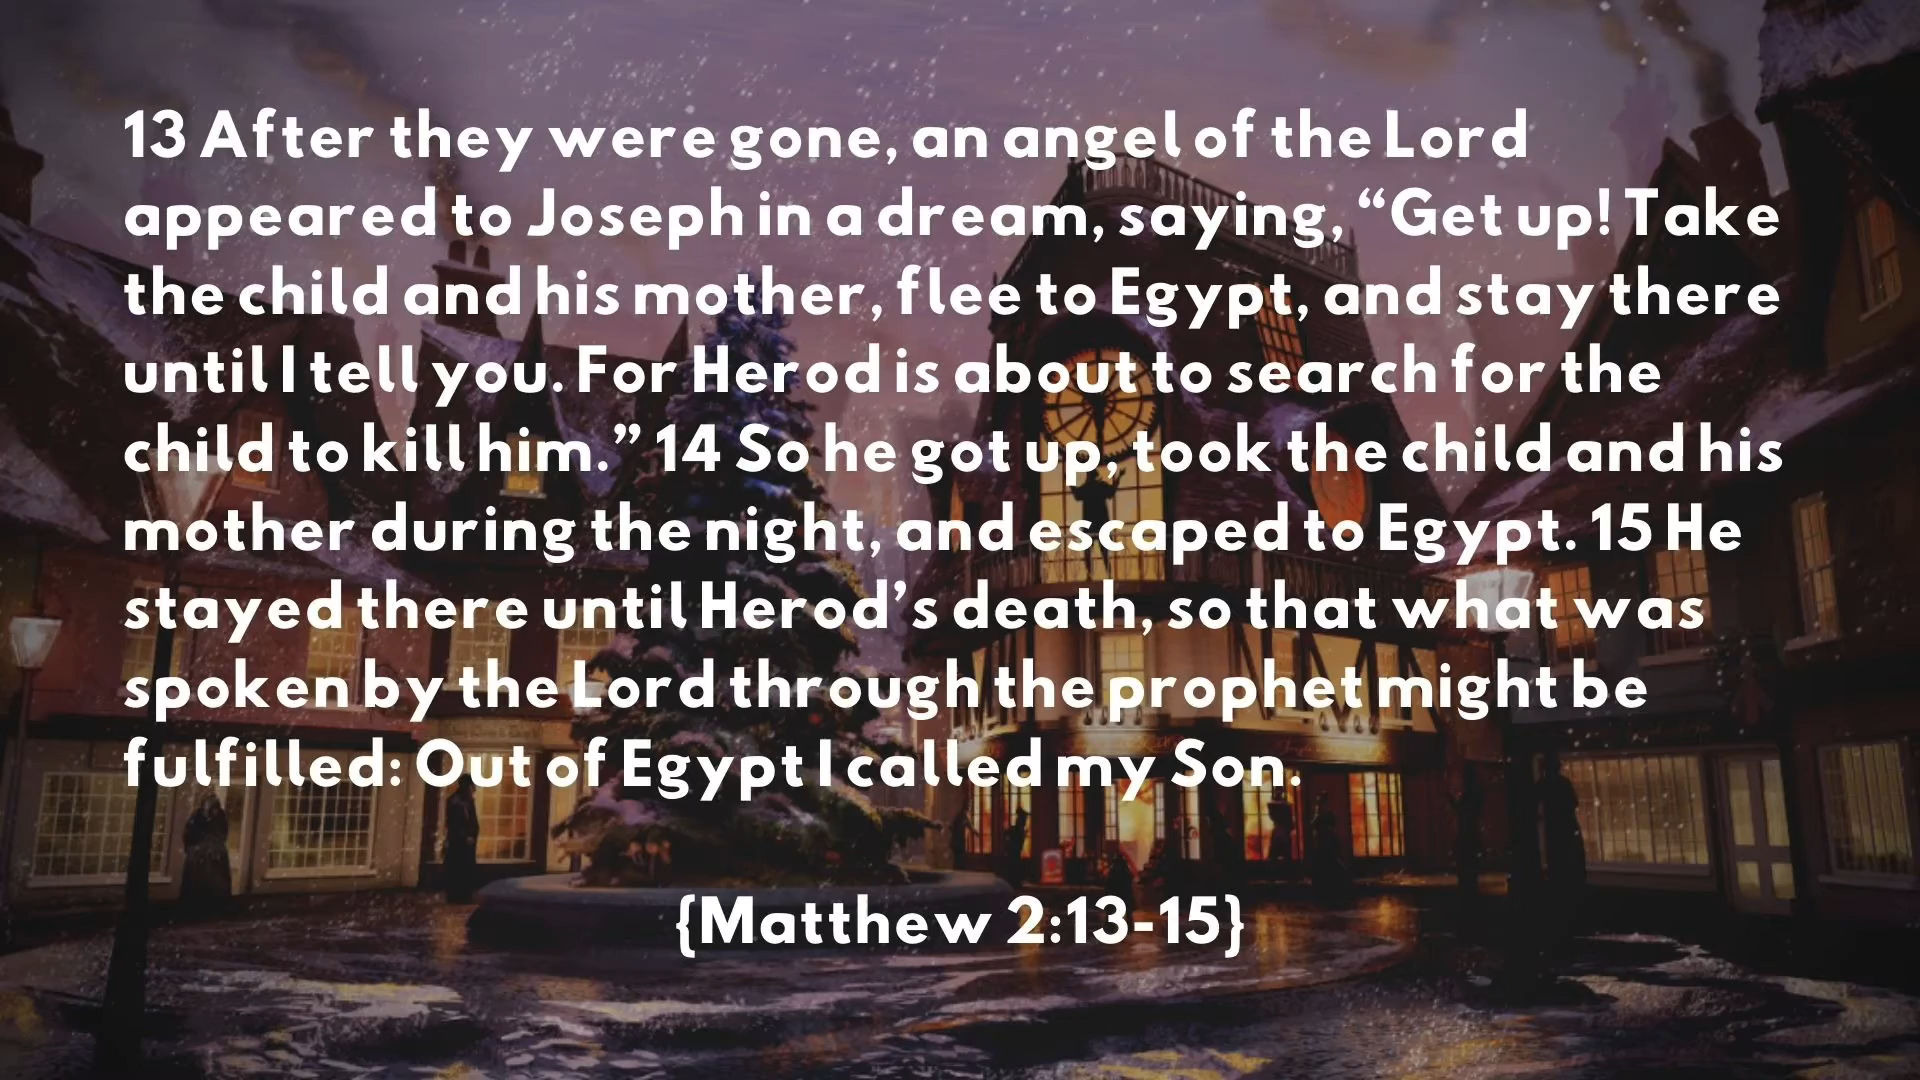 13 After they were gone, an angel of the Lord
appeared to Joseph in a dream, saying, “Get up! Take
the child and his mother, flee to Egypt, and stay there
until I tell you. For Herod is about to search for the
child to kill him.” 14 So he got up, took the child and his
mother during the night, and escaped to Egypt. 15 He
stayed there until Herod’s death, so that what was
spoken by the Lord through the prophet might be
fulfilled: Out of Egypt I called my Son.
{Matthew 2:13-15}